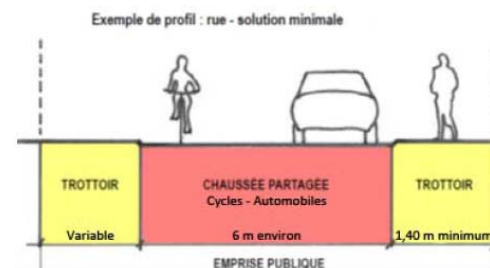 Exemple de profil : rue - solution minimale
TROTTOIR
CHAUSSÉE PARTAGÉE
TROTTOIR
Cycles - Automobiles
Variable
6 m environ
1,40 m minimum
EMPRISE PUBLIQUE